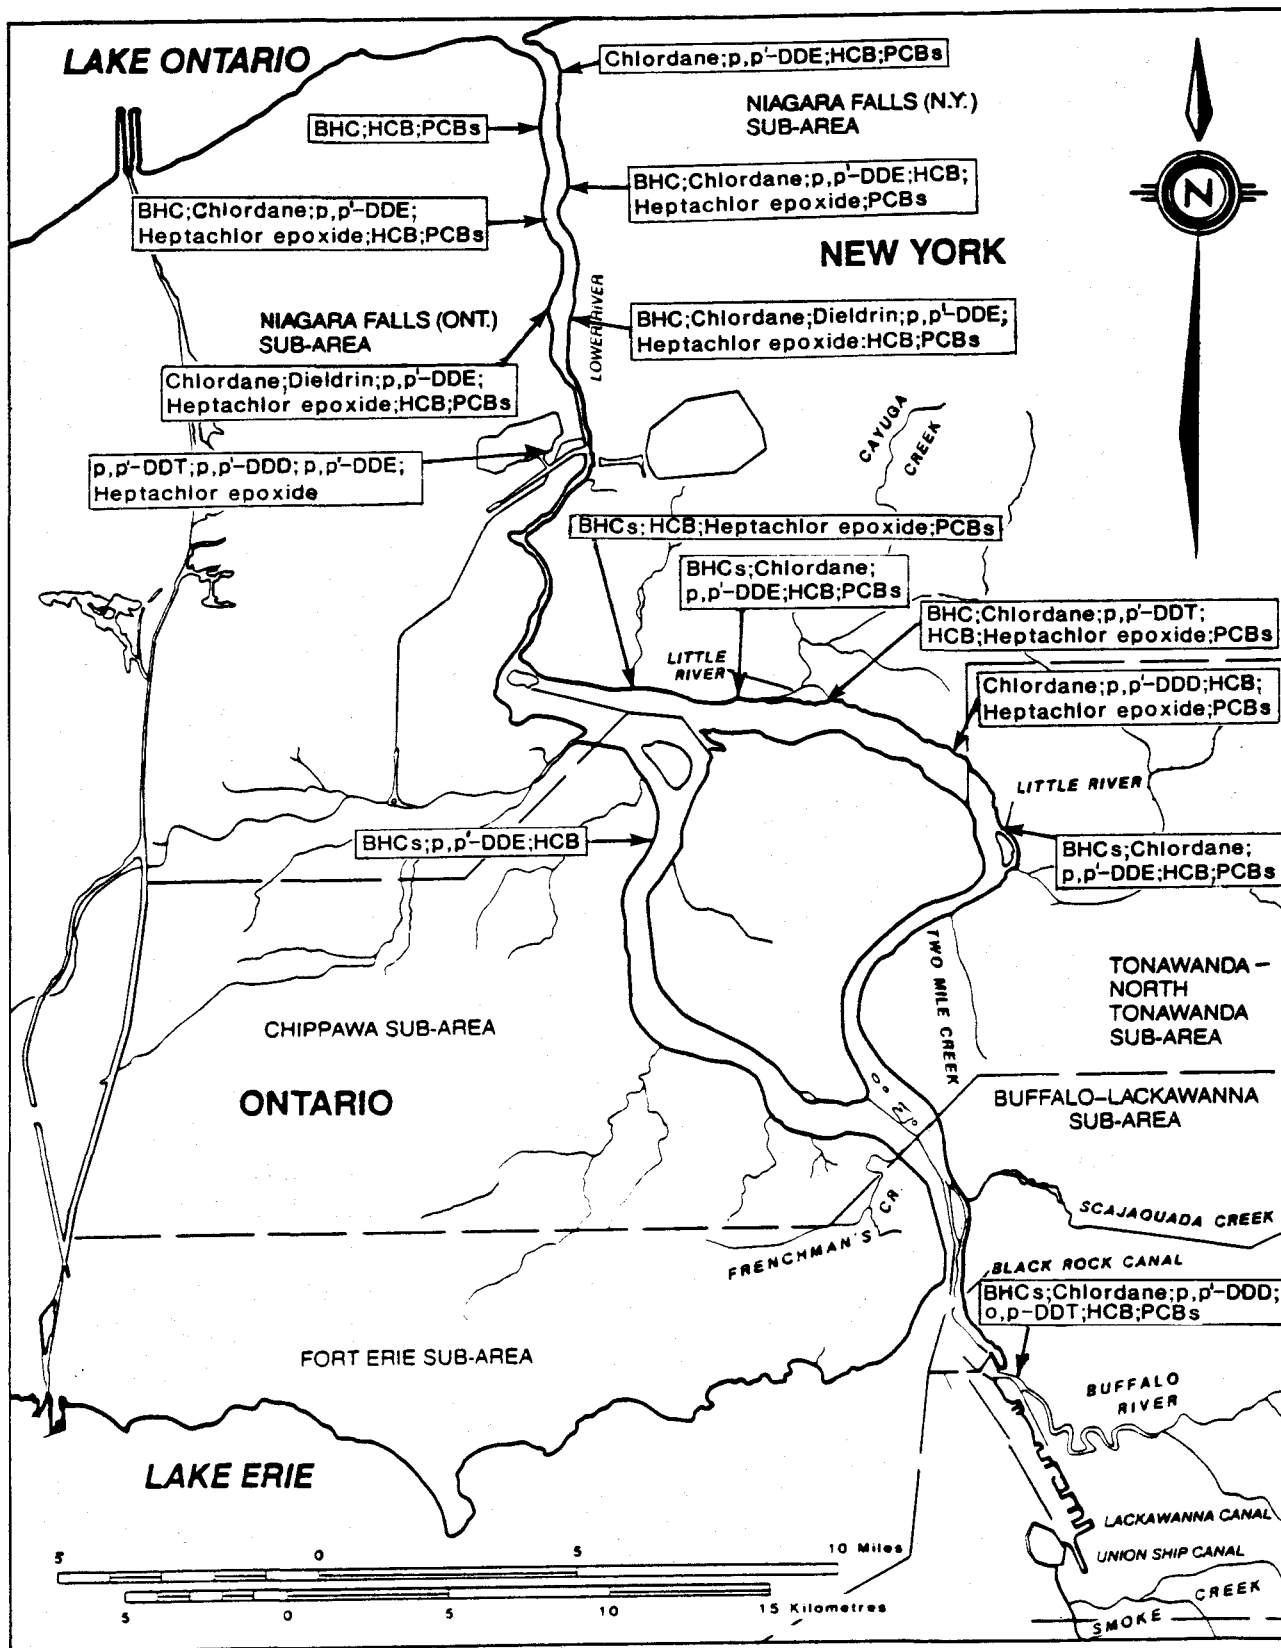 LAKE ONTARIO
Chlordane;p,p'-DDE;HCB;PCBs
NIAGARA FALLS (N.Y.)
SUB-AREA
BHC;HCB;PCBs
BHC;Chlordane;p,p'-DDE;HCB;
Heptachlor epoxide;PCBs
N
BHC;Chlordane;p,p'-DDE;
Heptachlor epoxide;HCB;PCBs
NEW YORK
LOWER RIVER
NIAGARA FALLS (ONT.)
SUB-AREA
BHC;Chlordane;Dieldrin;p,p'-DDE;
Heptachlor epoxide:HCB;PCBs
Chlordane;Dieldrin;p,p'-DDE;
Heptachlor epoxide;HCB;PCBs
CAYUGA
CREEK
p,p'-DDT;p,p'-DDD;p,p'-DDE;
Heptachlor epoxide
BHCs;HCB;Heptachlor epoxide;PCBs
BHCs;Chlordane;
p,p'-DDE;HCB;PCBs
BHC;Chlordane;p,p'-DDT;
HCB;Heptachlor epoxide;PCBs
LITTLE
RIVER
Chlordane;p,p'-DDD;HCB;
Heptachlor epoxide;PCBs
LITTLE RIVER
BHCs;p,p'-DDE;HCB
BHCs;Chlordane;
p,p'-DDE;HCB;PCBs
TWO MILE CREEK
TONAWANDA –
NORTH
TONAWANDA
SUB-AREA
CHIPPAWA SUB-AREA
ONTARIO
BUFFALO–LACKAWANNA
SUB-AREA
SCAJAQUADA CREEK
FRENCHMAN'S CR.
BLACK ROCK CANAL
BHCs;Chlordane;p,p'-DDD;
o,p-DDT;HCB;PCBs
FORT ERIE SUB-AREA
BUFFALO
RIVER
LAKE ERIE
LACKAWANNA CANAL
UNION SHIP CANAL
5 0 5 10 Miles
5 0 5 10 15 Kilometres
SMOKE CREEK